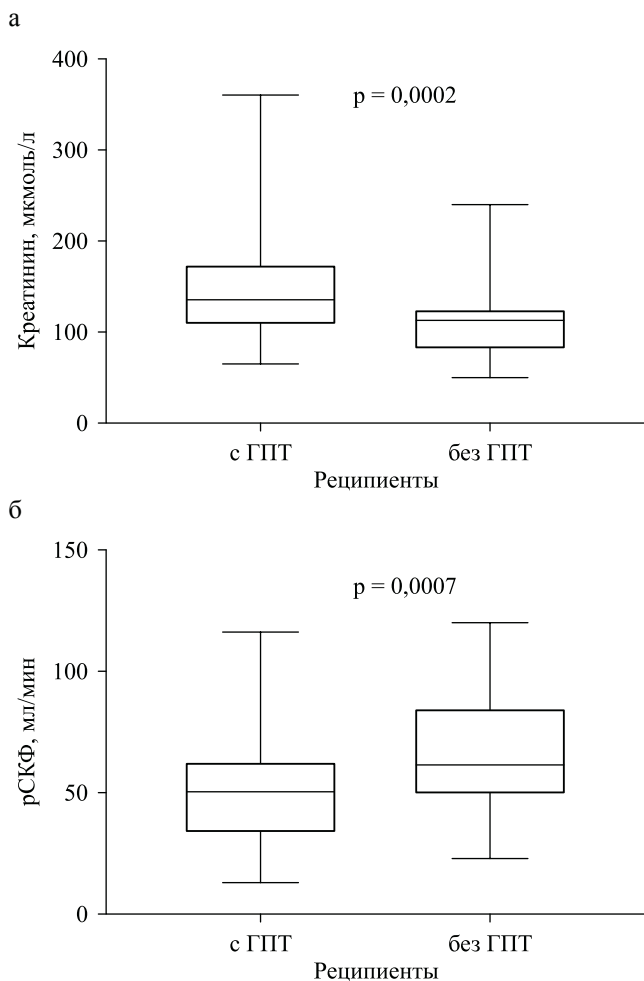 а
400
p = 0,0002
300
200
100
0
Креатинин, мкмоль/л
с ГПТ
без ГПТ
Реципиенты
б
150
p = 0,0007
100
50
0
рСКФ, мл/мин
с ГПТ
без ГПТ
Реципиенты